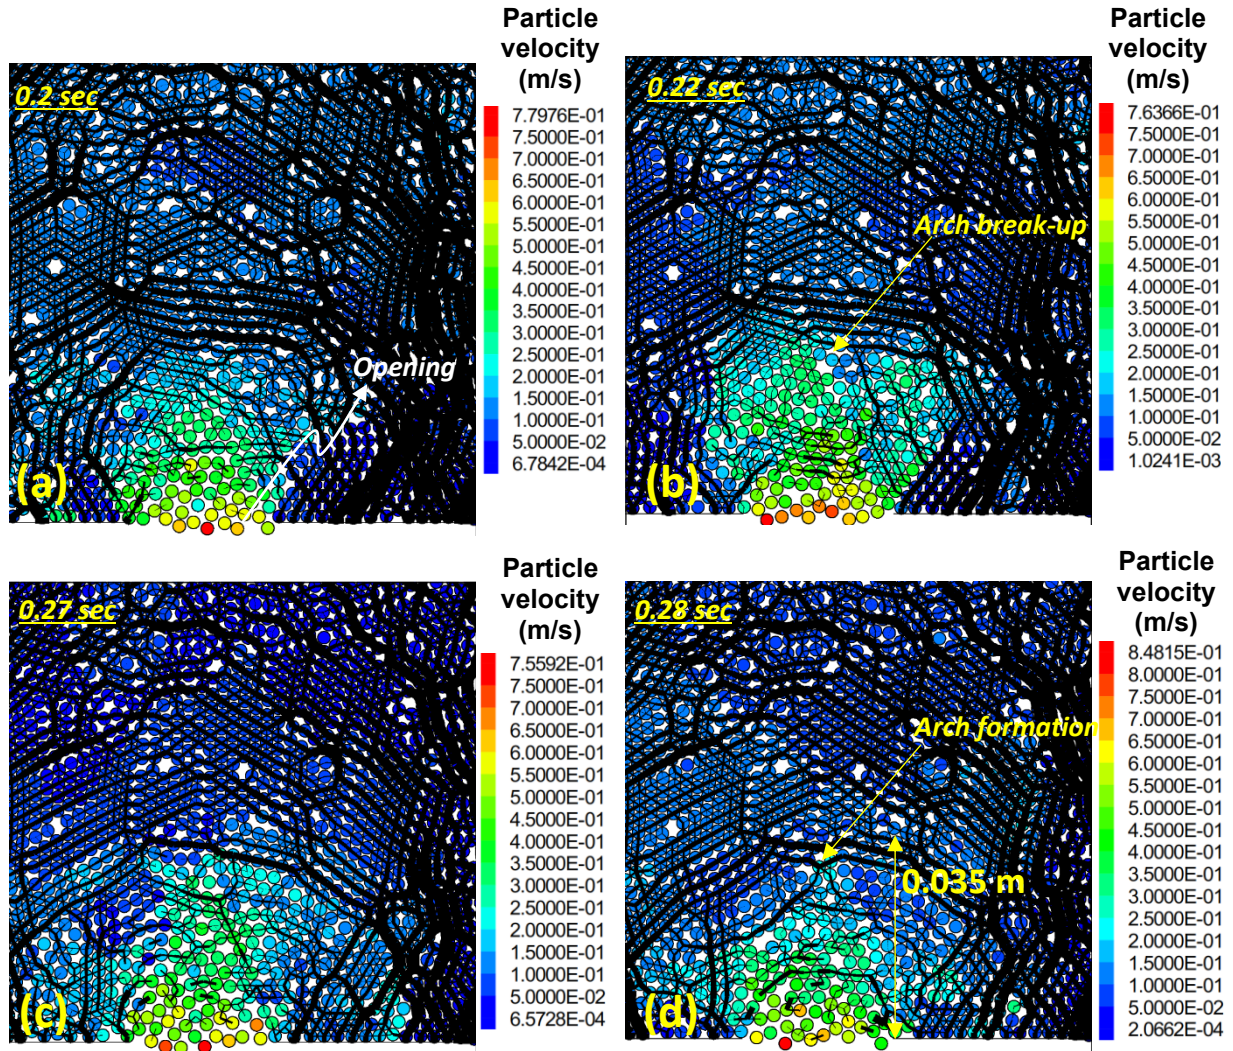 Particle
velocity
(m/s)
0.2 sec
7.7976E-01
7.5000E-01
7.0000E-01
6.5000E-01
6.0000E-01
5.5000E-01
5.0000E-01
4.5000E-01
4.0000E-01
3.5000E-01
3.0000E-01
2.5000E-01
2.0000E-01
1.5000E-01
1.0000E-01
5.0000E-02
6.7842E-04
Opening
(a)
Particle
velocity
(m/s)
0.22 sec
7.6366E-01
7.5000E-01
7.0000E-01
6.5000E-01
6.0000E-01
5.5000E-01
5.0000E-01
4.5000E-01
4.0000E-01
3.5000E-01
3.0000E-01
2.5000E-01
2.0000E-01
1.5000E-01
1.0000E-01
5.0000E-02
1.0241E-03
Arch break-up
(b)
Particle
velocity
(m/s)
0.27 sec
7.5592E-01
7.5000E-01
7.0000E-01
6.5000E-01
6.0000E-01
5.5000E-01
5.0000E-01
4.5000E-01
4.0000E-01
3.5000E-01
3.0000E-01
2.5000E-01
2.0000E-01
1.5000E-01
1.0000E-01
5.0000E-02
6.5728E-04
(c)
Particle
velocity
(m/s)
0.28 sec
8.4815E-01
8.0000E-01
7.5000E-01
7.0000E-01
6.5000E-01
6.0000E-01
5.5000E-01
5.0000E-01
4.5000E-01
4.0000E-01
3.5000E-01
3.0000E-01
2.5000E-01
2.0000E-01
1.5000E-01
1.0000E-01
5.0000E-02
2.0662E-04
Arch formation
0.035 m
(d)